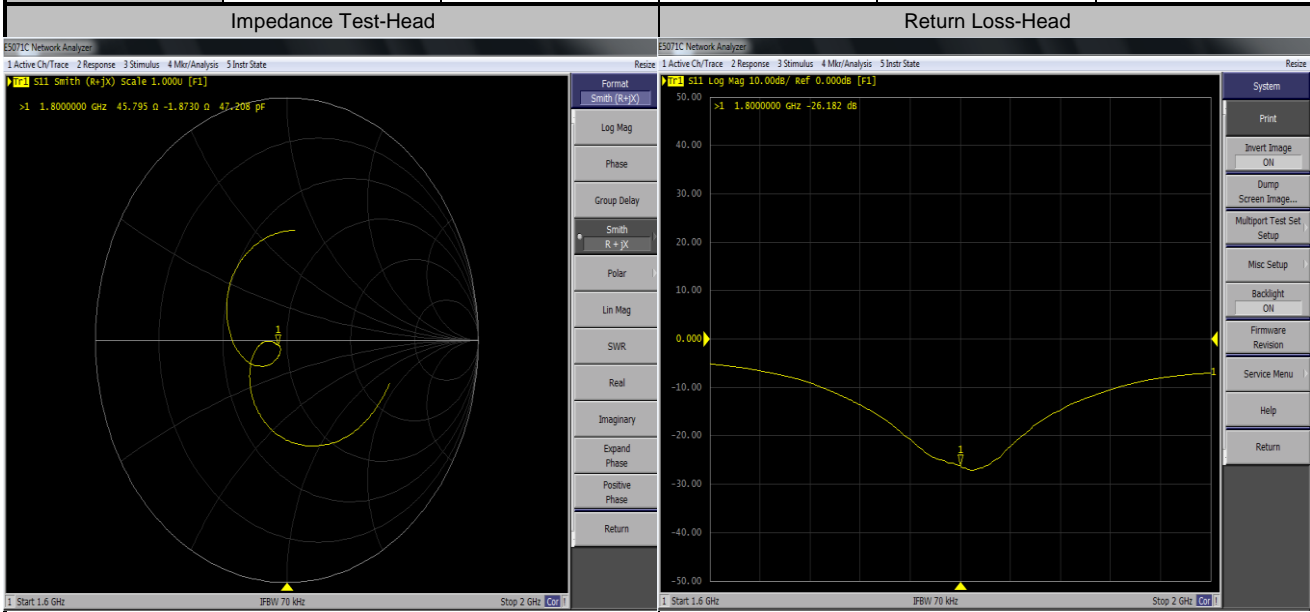 Impedance Test-Head
Return Loss-Head
E5071C Network Analyzer
1 Active Ch/Trace 2 Response 3 Stimulus 4 Mkr/Analysis 5 Instr State
Resize
Tr1 S11 Smith (R+jX) Scale 1.000U [F1]
>1 1.8000000 GHz 45.795 Ω -1.8730 Ω 47.208 pF
1
Format
Smith (R+jX)
Log Mag
Phase
Group Delay
Smith
R + jX
Polar
Lin Mag
SWR
Real
Imaginary
Expand
Phase
Positive
Phase
Return
1 Start 1.6 GHz
IFBW 70 kHz
Stop 2 GHz Cor !
E5071C Network Analyzer
1 Active Ch/Trace 2 Response 3 Stimulus 4 Mkr/Analysis 5 Instr State
Resize
Tr1 S11 Log Mag 10.00dB/ Ref 0.000dB [F1]
50.00
>1 1.8000000 GHz -26.182 dB
40.00
30.00
20.00
10.00
0.000
-10.00
-20.00
-30.00
-40.00
-50.00
1
1
System
Print
Invert Image
ON
Dump
Screen Image...
Multiport Test Set
Setup
Misc Setup
Backlight
ON
Firmware
Revision
Service Menu
Help
Return
1 Start 1.6 GHz
IFBW 70 kHz
Stop 2 GHz Cor !